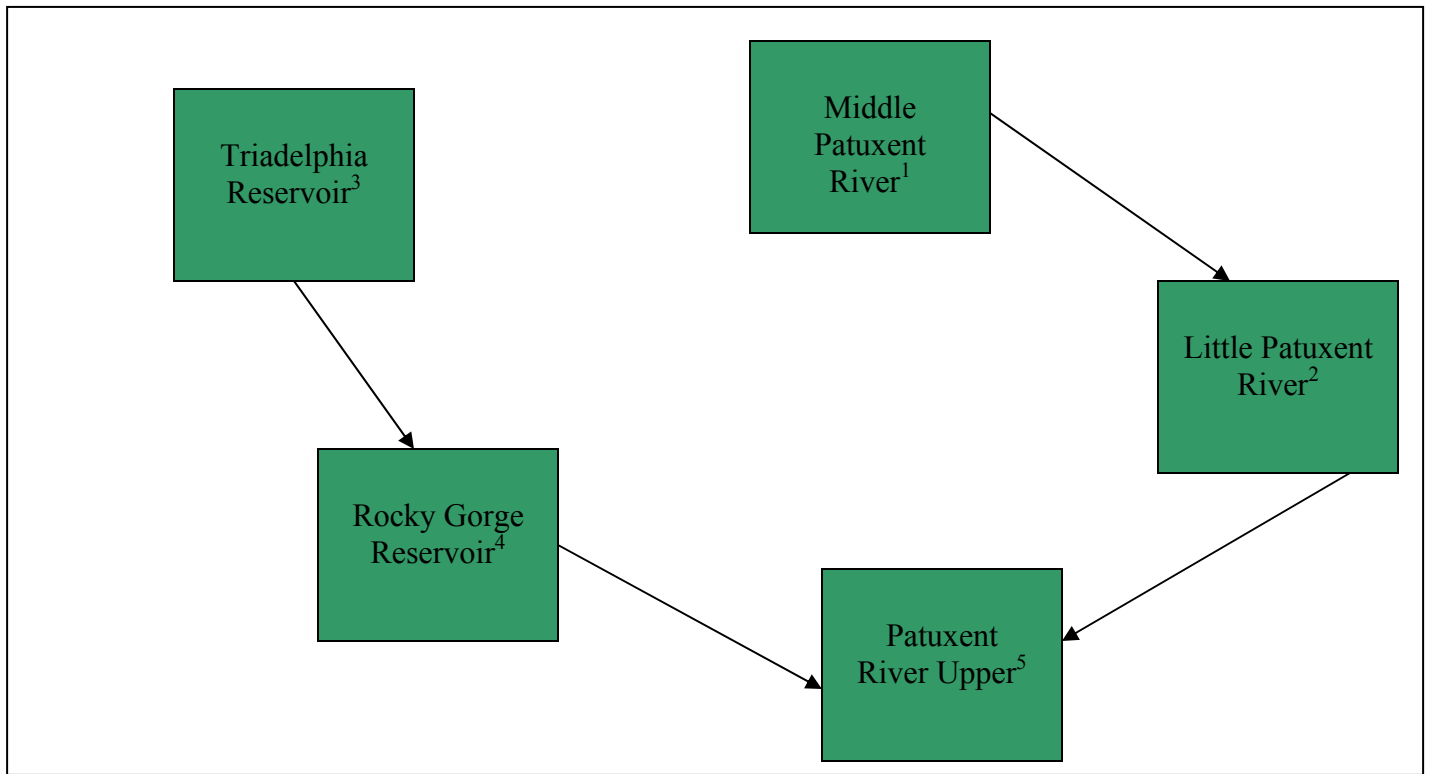 Middle
Patuxent
River¹
Triadelphia
Reservoir³
Little Patuxent
River²
Rocky Gorge
Reservoir⁴
Patuxent
River Upper⁵